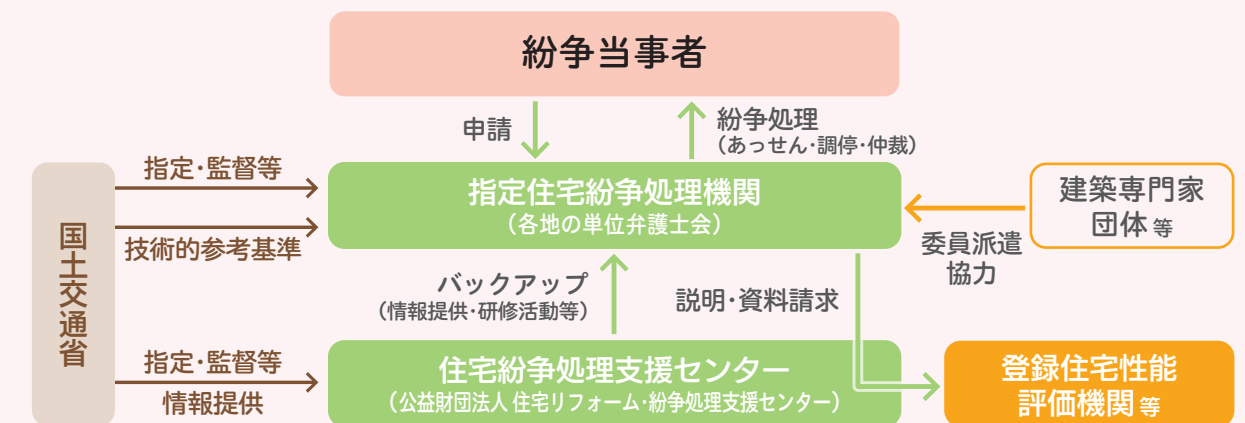 紛争当事者
申請
紛争処理
（あっせん・調停・仲裁）
国土交通省
指定・監督等
技術的参考基準
指定住宅紛争処理機関
（各地の単位弁護士会）
建築専門家
団体 等
委員派遣
協力
バックアップ
（情報提供・研修活動等）
説明・資料請求
指定・監督等
情報提供
住宅紛争処理支援センター
（公益財団法人 住宅リフォーム・紛争処理支援センター）
登録住宅性能
評価機関 等